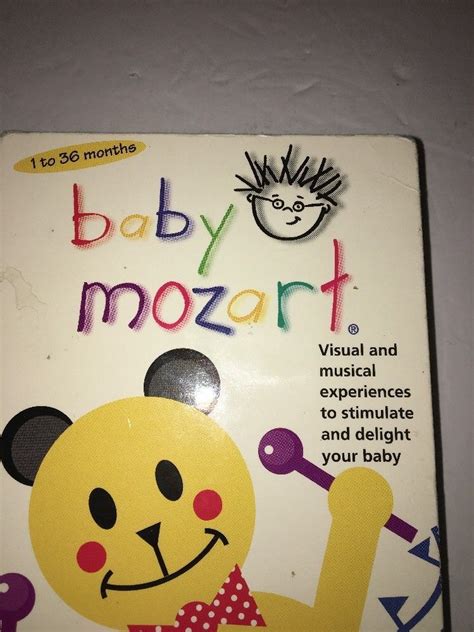 1 to 36 months
baby
mozart®
Visual and
musical
experiences
to stimulate
and delight
your baby